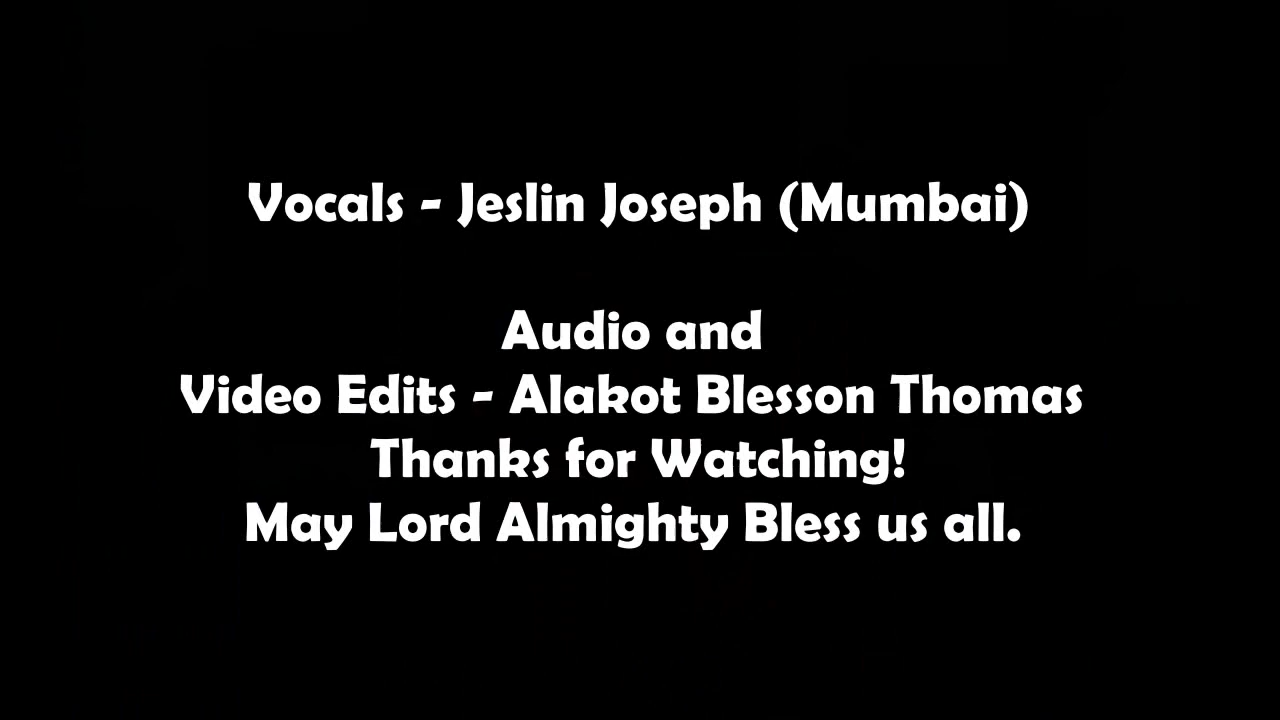 Vocals - Jeslin Joseph (Mumbai)
Audio and
Video Edits - Alakot Blesson Thomas
Thanks for Watching!
May Lord Almighty Bless us all.